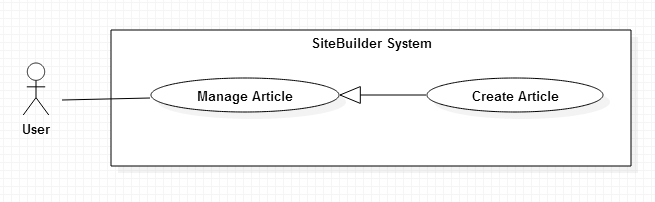 SiteBuilder System
Manage Article
Create Article
User